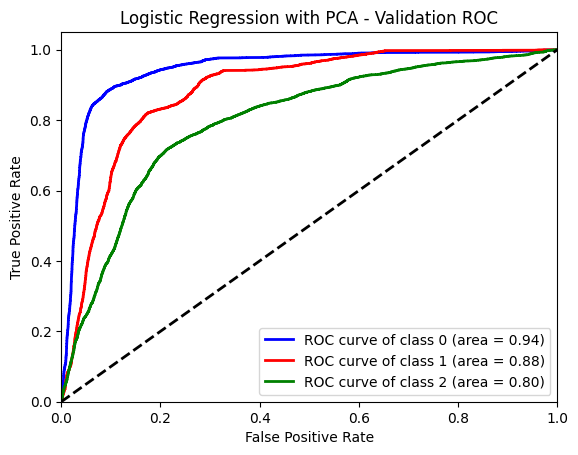 Logistic Regression with PCA - Validation ROC
True Positive Rate
1.0
0.8
0.6
0.4
0.2
0.0
ROC curve of class 0 (area = 0.94)
ROC curve of class 1 (area = 0.88)
ROC curve of class 2 (area = 0.80)
0.0 0.2 0.4 0.6 0.8 1.0
False Positive Rate